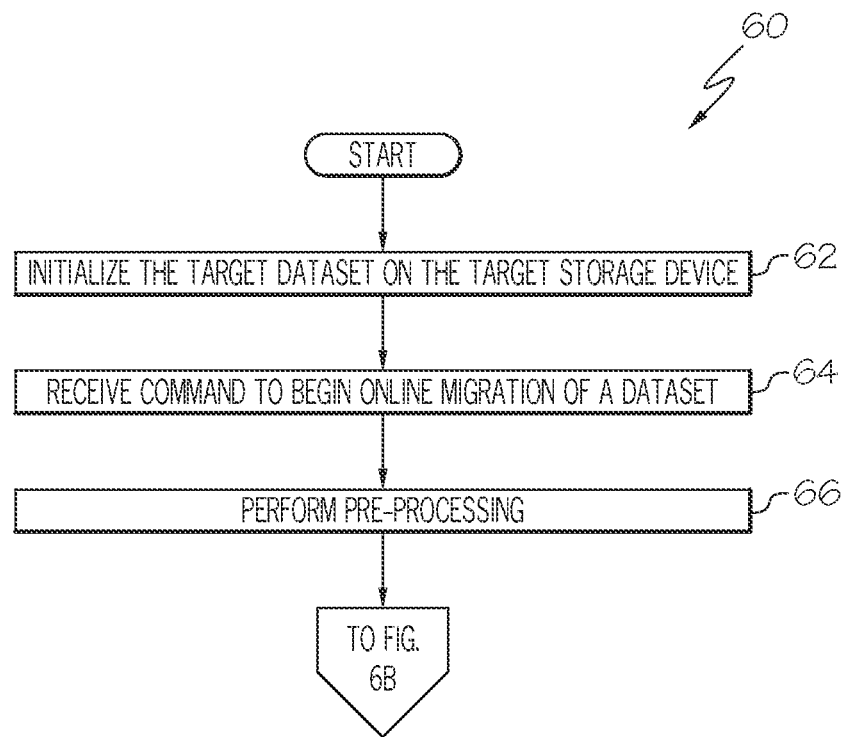 60
START
INITIALIZE THE TARGET DATASET ON THE TARGET STORAGE DEVICE
62
RECEIVE COMMAND TO BEGIN ONLINE MIGRATION OF A DATASET
64
PERFORM PRE-PROCESSING
66
TO FIG.
6B